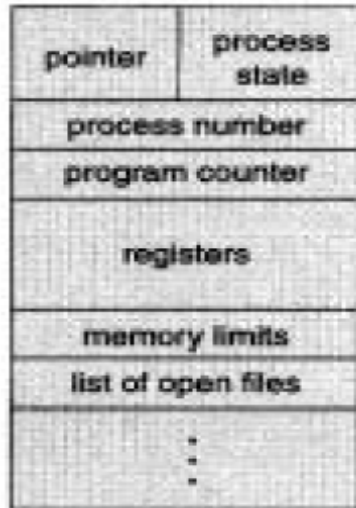 pointer
process
state
process number
program counter
registers
memory limits
list of open files